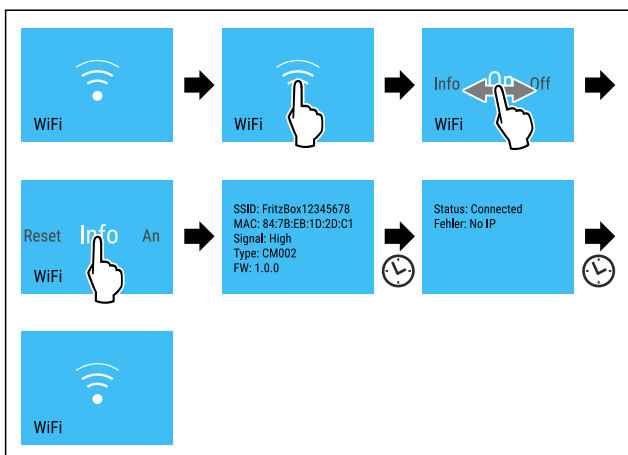 WiFi
WiFi
Info On Off
WiFi
Reset Info An
WiFi
SSID: FritzBox12345678
MAC: 84:7B:EB:1D:2D:C1
Signal: High
Type: CM002
FW: 1.0.0
Status: Connected
Fehler: No IP
WiFi